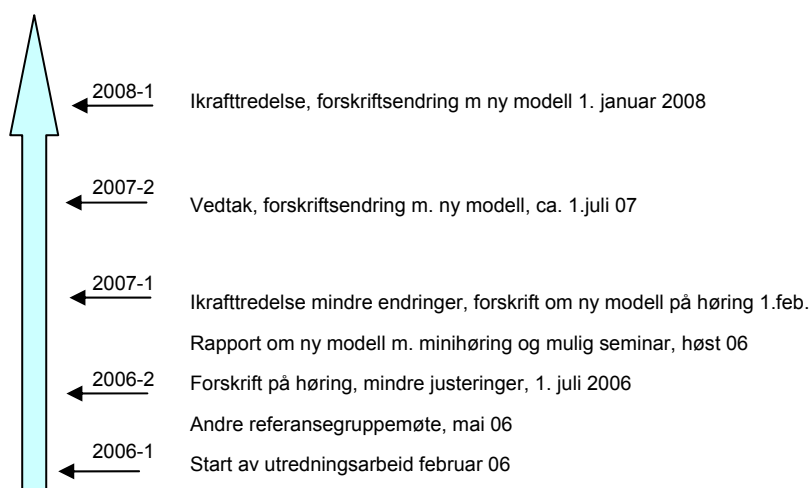 2008-1
Ikrafttredelse, forskriftsendring m ny modell 1. januar 2008
2007-2
Vedtak, forskriftsendring m. ny modell, ca. 1.juli 07
2007-1
Ikrafttredelse mindre endringer, forskrift om ny modell på høring 1.feb.
Rapport om ny modell m. minihøring og mulig seminar, høst 06
2006-2
Forskrift på høring, mindre justeringer, 1. juli 2006
Andre referansegruppemøte, mai 06
2006-1
Start av utredningsarbeid februar 06